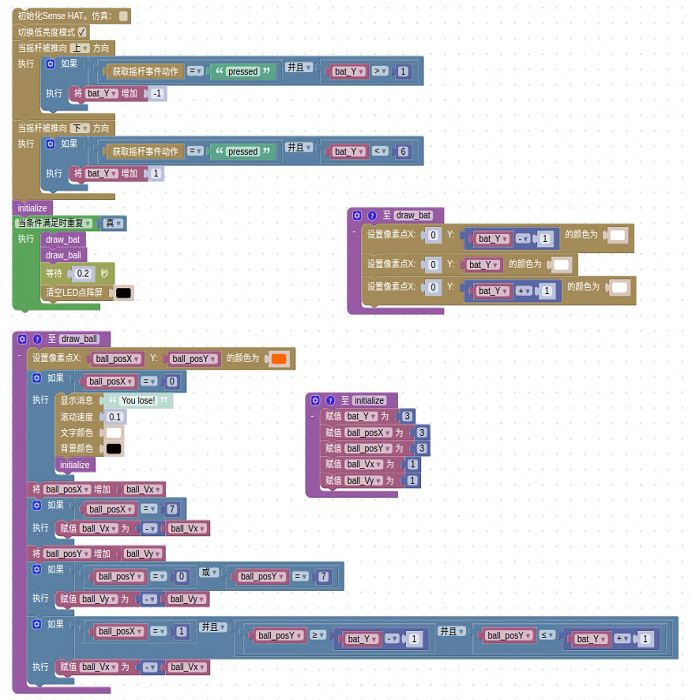 初始化Sense HAT。仿真：
切换低亮度模式
当摇杆被推向 上 方向
执行 如果 获取摇杆事件动作 = “ pressed ” 并且 bat_Y > 1
执行 将 bat_Y 增加 -1
当摇杆被推向 下 方向
执行 如果 获取摇杆事件动作 = “ pressed ” 并且 bat_Y < 6
执行 将 bat_Y 增加 1
initialize
当条件满足时重复 真
执行 draw_bat
draw_ball
等待 0.2 秒
清空LED点阵屏
? 至 draw_bat
- 设置像素点X: 0 Y: bat_Y - 1 的颜色为
设置像素点X: 0 Y: bat_Y 的颜色为
设置像素点X: 0 Y: bat_Y + 1 的颜色为
? 至 draw_ball
- 设置像素点X: ball_posX Y: ball_posY 的颜色为
如果 ball_posX = 0
执行 显示消息 “ You lose! ”
滚动速度 0.1
文字颜色
背景颜色
initialize
将 ball_posX 增加 ball_Vx
如果 ball_posX = 7
执行 赋值 ball_Vx 为 - ball_Vx
将 ball_posY 增加 ball_Vy
如果 ball_posY = 0 或 ball_posY = 7
执行 赋值 ball_Vy 为 - ball_Vy
如果 ball_posX = 1 并且 ball_posY ≥ bat_Y - 1 并且 ball_posY ≤ bat_Y + 1
执行 赋值 ball_Vx 为 - ball_Vx
? 至 initialize
- 赋值 bat_Y 为 3
赋值 ball_posX 为 3
赋值 ball_posY 为 3
赋值 ball_Vx 为 1
赋值 ball_Vy 为 1